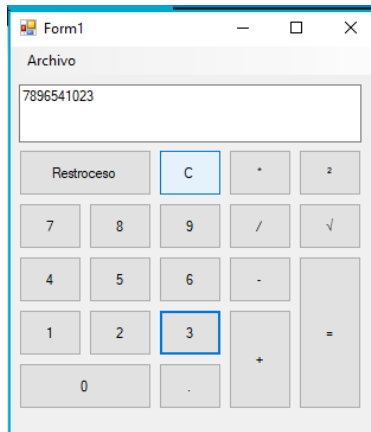 Form1
Archivo
7896541023
Restroceso C * ²
7 8 9 / √
4 5 6 -
1 2 3 + =
0 .